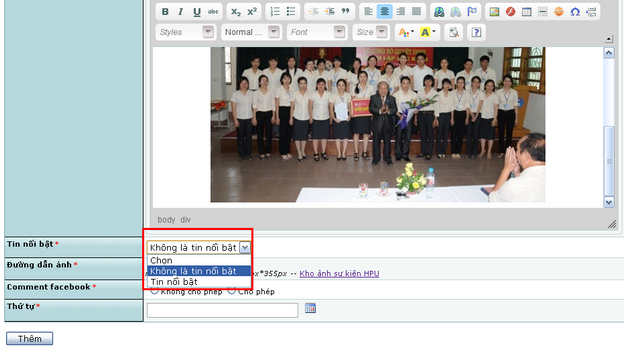 B I U abc x₂ x²
Styles Normal ... Font Size A A
body div
Tin nổi bật *
Không là tin nổi bật
Chọn
Không là tin nổi bật
Tin nổi bật
Đường dẫn ảnh *
x*355px -- Kho ảnh sự kiện HPU
Comment facebook *
Không cho phép Cho phép
Thứ tự *
Thêm